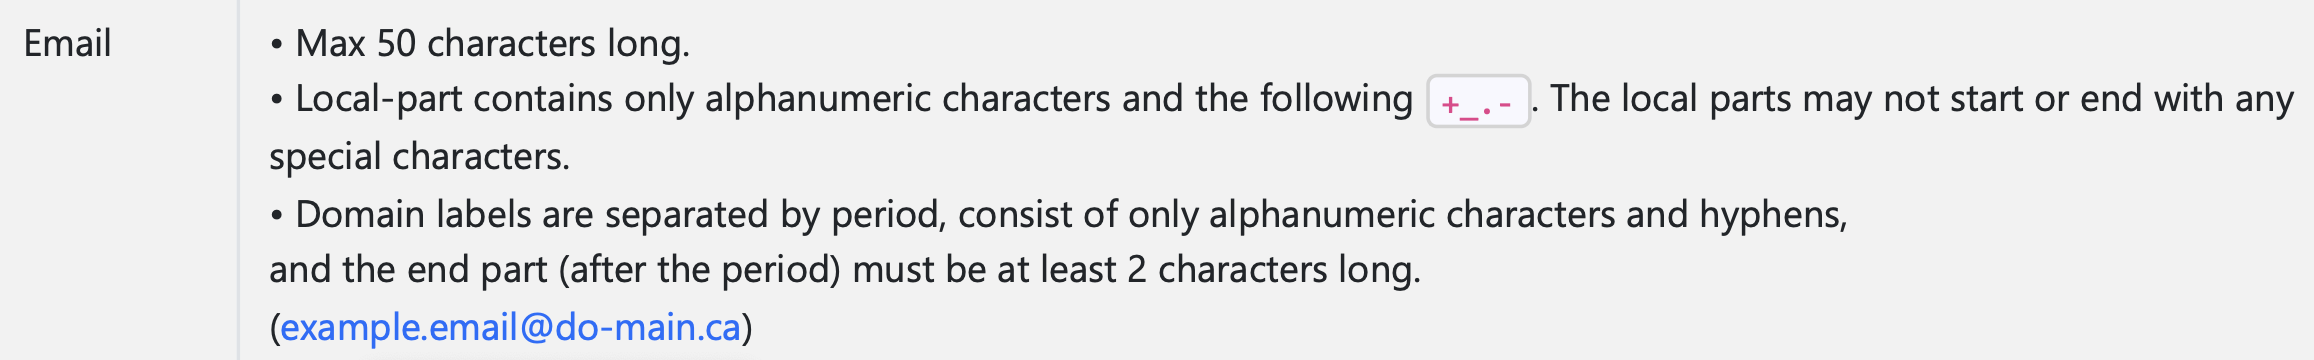 Email
• Max 50 characters long.
• Local-part contains only alphanumeric characters and the following +_.- . The local parts may not start or end with any
special characters.
• Domain labels are separated by period, consist of only alphanumeric characters and hyphens,
and the end part (after the period) must be at least 2 characters long.
(example.email@do-main.ca)